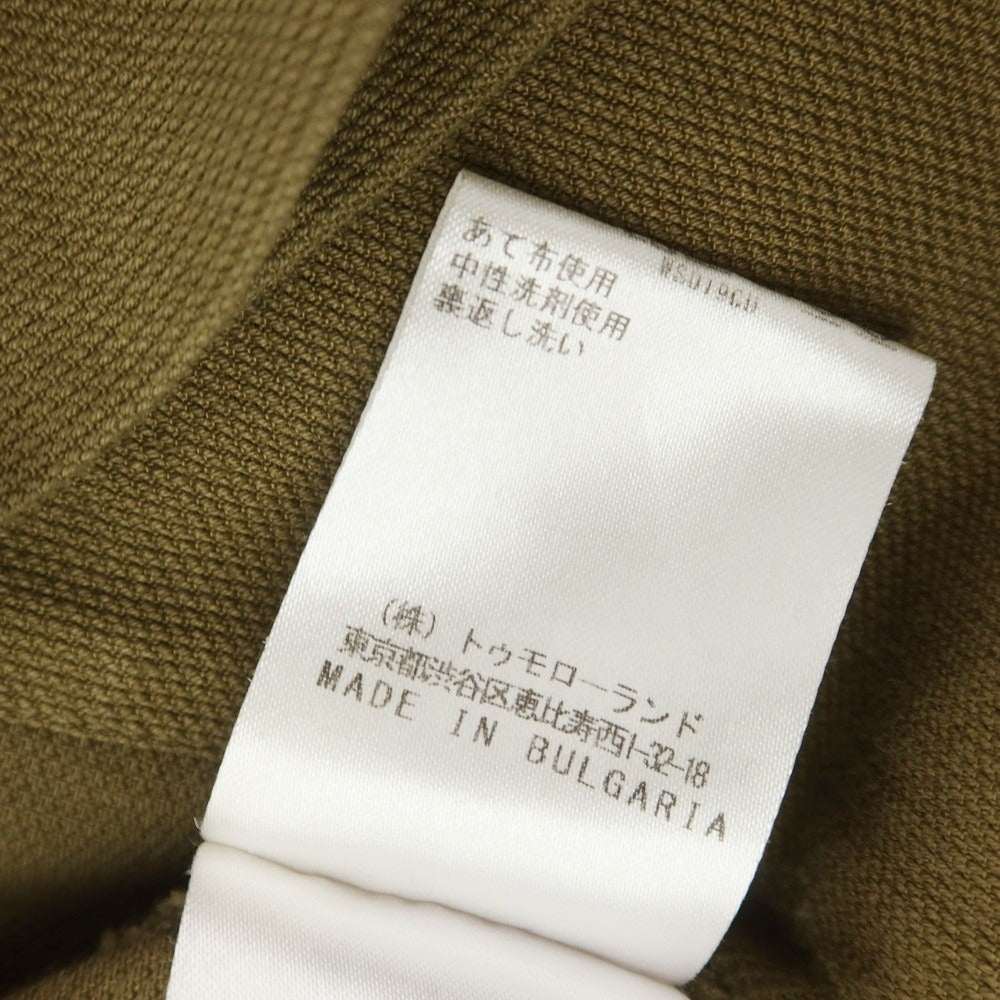 あて布使用
中性洗剤使用
裏返し洗い
(株) トゥモローランド
東京都渋谷区恵比寿西1-32-18
MADE IN BULGARIA